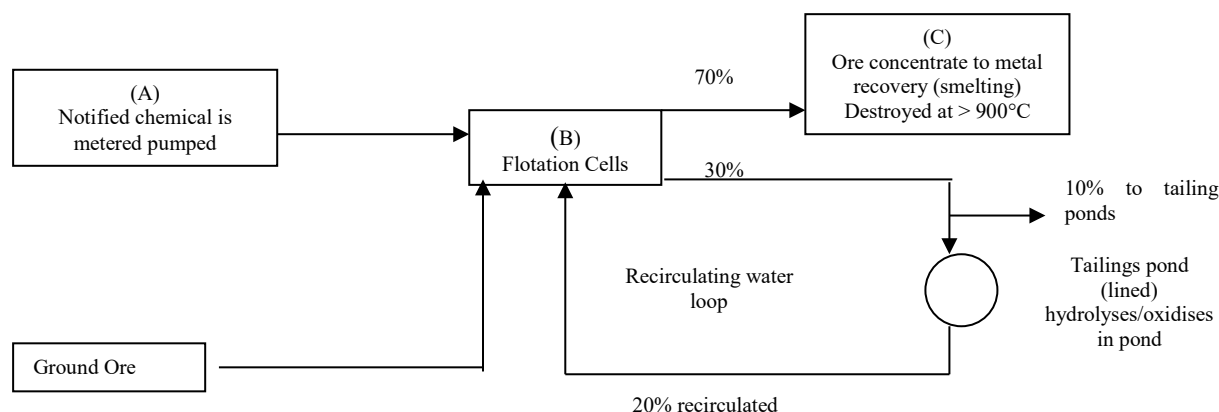 (A)
Notified chemical is
metered pumped
70%
(C)
Ore concentrate to metal
recovery (smelting)
Destroyed at > 900°C
(B)
Flotation Cells
30%
10% to tailing
ponds
Recirculating water
loop
Tailings pond
(lined)
hydrolyses/oxidises
in pond
Ground Ore
20% recirculated